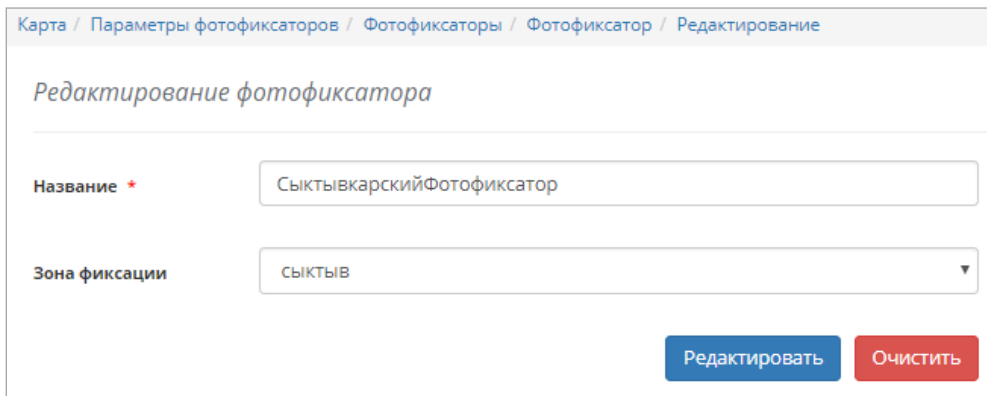 Карта / Параметры фотофиксаторов / Фотофиксаторы / Фотофиксатор / Редактирование
Редактирование фотофиксатора
Название * СыктывкарскийФотофиксатор
Зона фиксации сыктыв
Редактировать Очистить